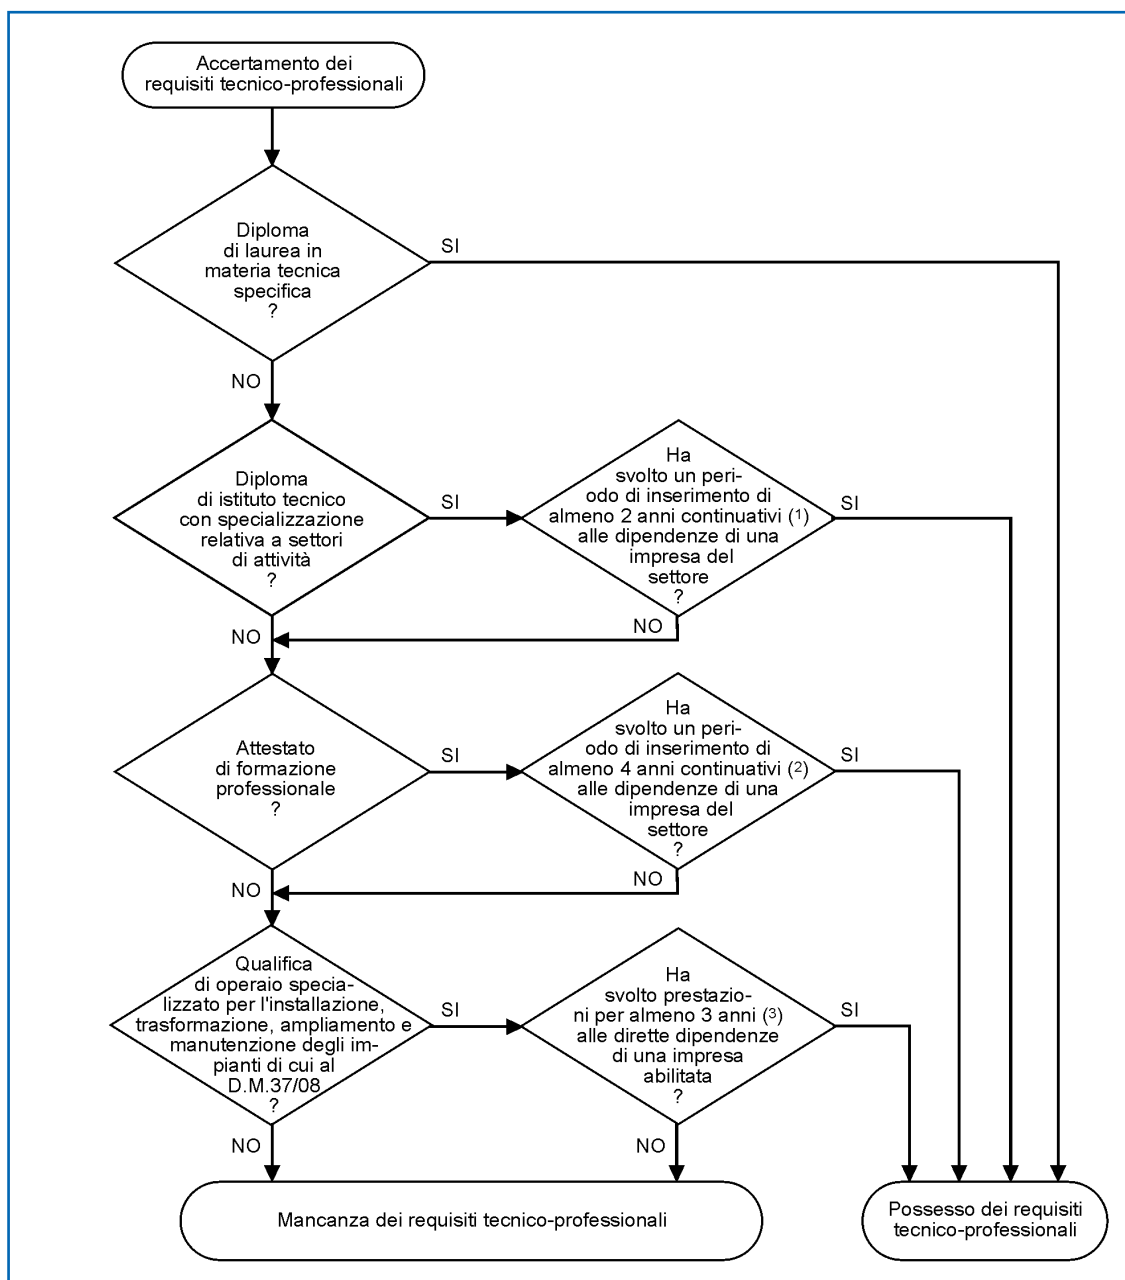 Accertamento dei
requisiti tecnico-professionali
Diploma
di laurea in
materia tecnica
specifica
?
SI
NO
Diploma
di istituto tecnico
con specializzazione
relativa a settori
di attività
?
SI
Ha
svolto un peri-
odo di inserimento di
almeno 2 anni continuativi (1)
alle dipendenze di una
impresa del
settore
?
SI
NO
NO
Attestato
di formazione
professionale
?
SI
Ha
svolto un peri-
odo di inserimento di
almeno 4 anni continuativi (2)
alle dipendenze di una
impresa del
settore
?
SI
NO
NO
Qualifica
di operaio specia-
lizzato per l'installazione,
trasformazione, ampliamento e
manutenzione degli im-
pianti di cui al
D.M.37/08
?
SI
Ha
svolto prestazio-
ni per almeno 3 anni (3)
alle dirette dipendenze
di una impresa
abilitata
?
SI
NO
NO
Mancanza dei requisiti tecnico-professionali
Possesso dei requisiti
tecnico-professionali